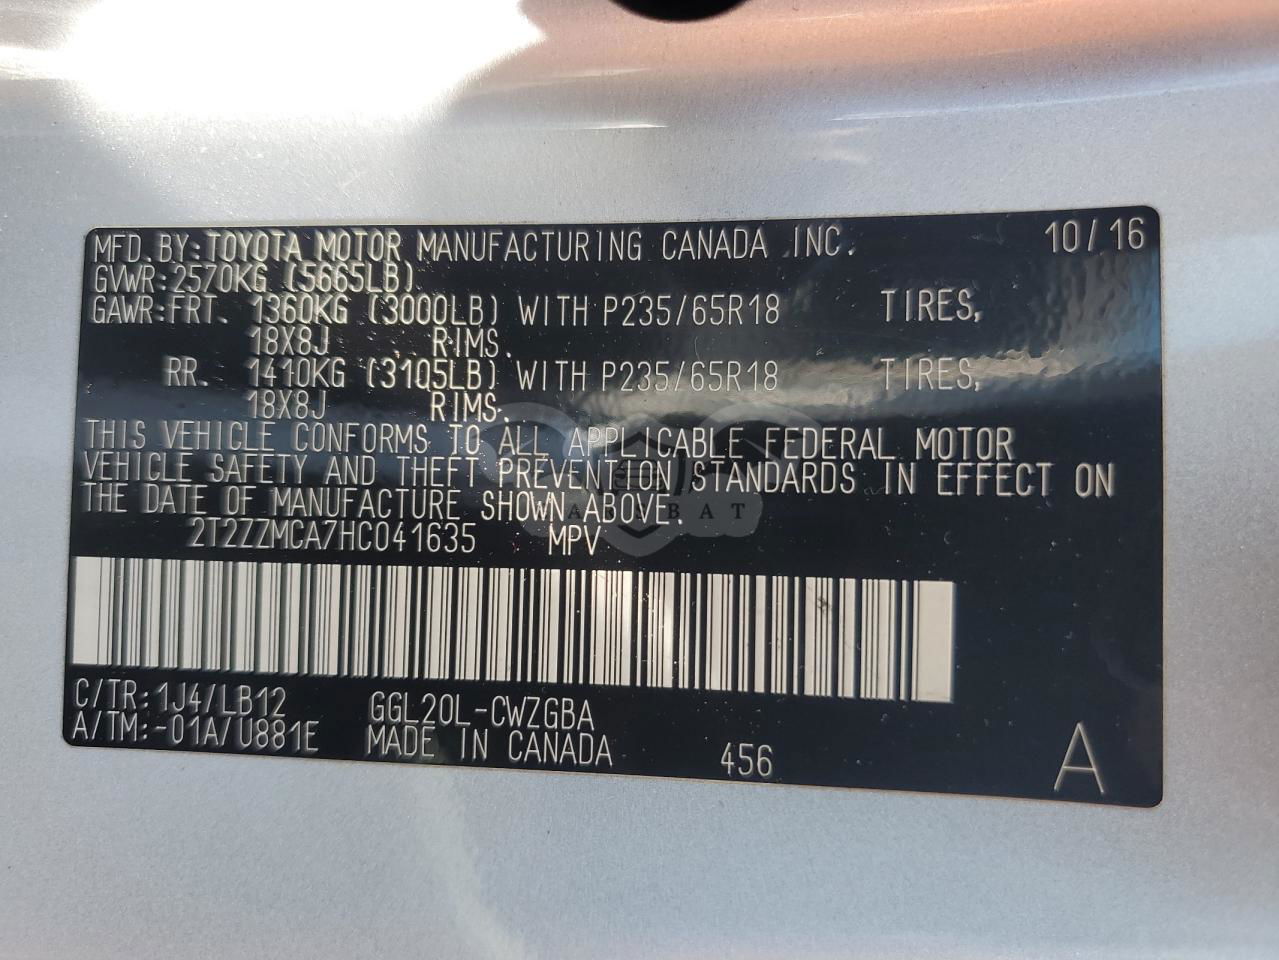 MFD. BY: TOYOTA MOTOR MANUFACTURING CANADA INC. 10/16
GVWR: 2570KG (5665LB)
GAWR: FRT. 1360KG (3000LB) WITH P235/65R18 TIRES,
18X8J RIMS.
RR. 1410KG (3105LB) WITH P235/65R18 TIRES,
18X8J RIMS.
THIS VEHICLE CONFORMS TO ALL APPLICABLE FEDERAL MOTOR
VEHICLE SAFETY AND THEFT PREVENTION STANDARDS IN EFFECT ON
THE DATE OF MANUFACTURE SHOWN ABOVE.
2T2ZZMCA7HC041635 MPV
C/TR: 1J4/LB12 GGL20L-CWZGBA
A/TM: -01A/U881E MADE IN CANADA 456 A